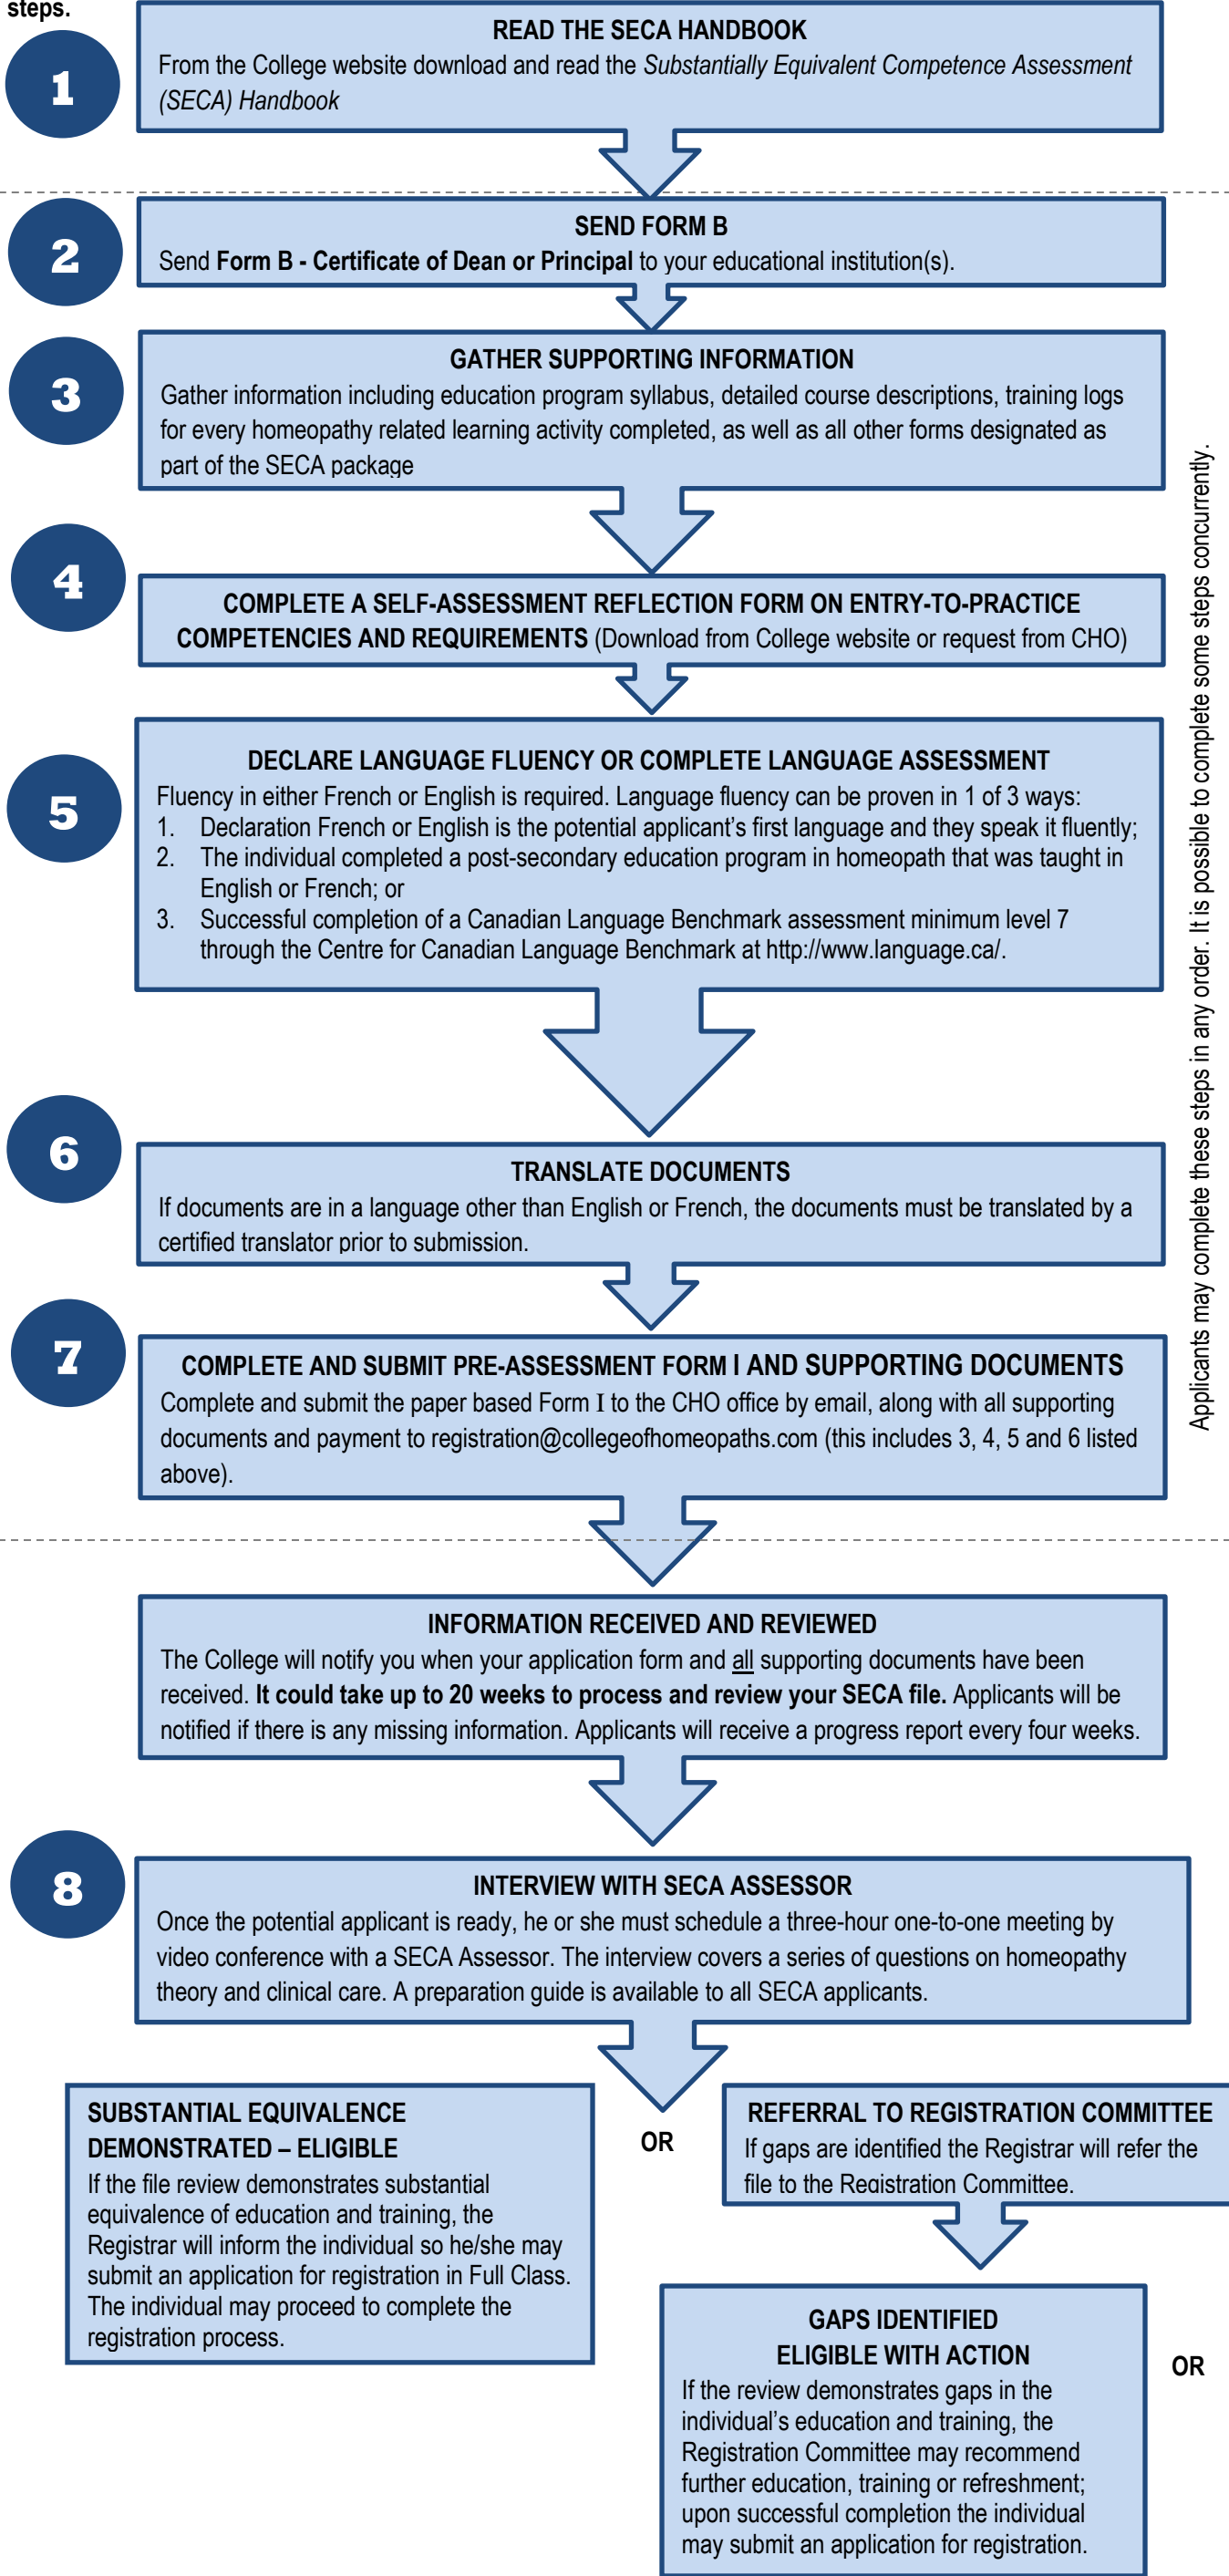 steps.
1
READ THE SECA HANDBOOK
From the College website download and read the Substantially Equivalent Competence Assessment
(SECA) Handbook
2
SEND FORM B
Send Form B - Certificate of Dean or Principal to your educational institution(s).
3
GATHER SUPPORTING INFORMATION
Gather information including education program syllabus, detailed course descriptions, training logs
for every homeopathy related learning activity completed, as well as all other forms designated as
part of the SECA package
4
COMPLETE A SELF-ASSESSMENT REFLECTION FORM ON ENTRY-TO-PRACTICE
COMPETENCIES AND REQUIREMENTS (Download from College website or request from CHO)
5
DECLARE LANGUAGE FLUENCY OR COMPLETE LANGUAGE ASSESSMENT
Fluency in either French or English is required. Language fluency can be proven in 1 of 3 ways:
1. Declaration French or English is the potential applicant's first language and they speak it fluently;
2. The individual completed a post-secondary education program in homeopath that was taught in
English or French; or
3. Successful completion of a Canadian Language Benchmark assessment minimum level 7
through the Centre for Canadian Language Benchmark at http://www.language.ca/.
6
TRANSLATE DOCUMENTS
If documents are in a language other than English or French, the documents must be translated by a
certified translator prior to submission.
7
COMPLETE AND SUBMIT PRE-ASSESSMENT FORM I AND SUPPORTING DOCUMENTS
Complete and submit the paper based Form I to the CHO office by email, along with all supporting
documents and payment to registration@collegeofhomeopaths.com (this includes 3, 4, 5 and 6 listed
above).
Applicants may complete these steps in any order. It is possible to complete some steps concurrently.
INFORMATION RECEIVED AND REVIEWED
The College will notify you when your application form and all supporting documents have been
received. It could take up to 20 weeks to process and review your SECA file. Applicants will be
notified if there is any missing information. Applicants will receive a progress report every four weeks.
8
INTERVIEW WITH SECA ASSESSOR
Once the potential applicant is ready, he or she must schedule a three-hour one-to-one meeting by
video conference with a SECA Assessor. The interview covers a series of questions on homeopathy
theory and clinical care. A preparation guide is available to all SECA applicants.
SUBSTANTIAL EQUIVALENCE
DEMONSTRATED – ELIGIBLE
If the file review demonstrates substantial
equivalence of education and training, the
Registrar will inform the individual so he/she may
submit an application for registration in Full Class.
The individual may proceed to complete the
registration process.
OR
REFERRAL TO REGISTRATION COMMITTEE
If gaps are identified the Registrar will refer the
file to the Registration Committee.
GAPS IDENTIFIED
ELIGIBLE WITH ACTION
If the review demonstrates gaps in the
individual's education and training, the
Registration Committee may recommend
further education, training or refreshment;
upon successful completion the individual
may submit an application for registration.
OR